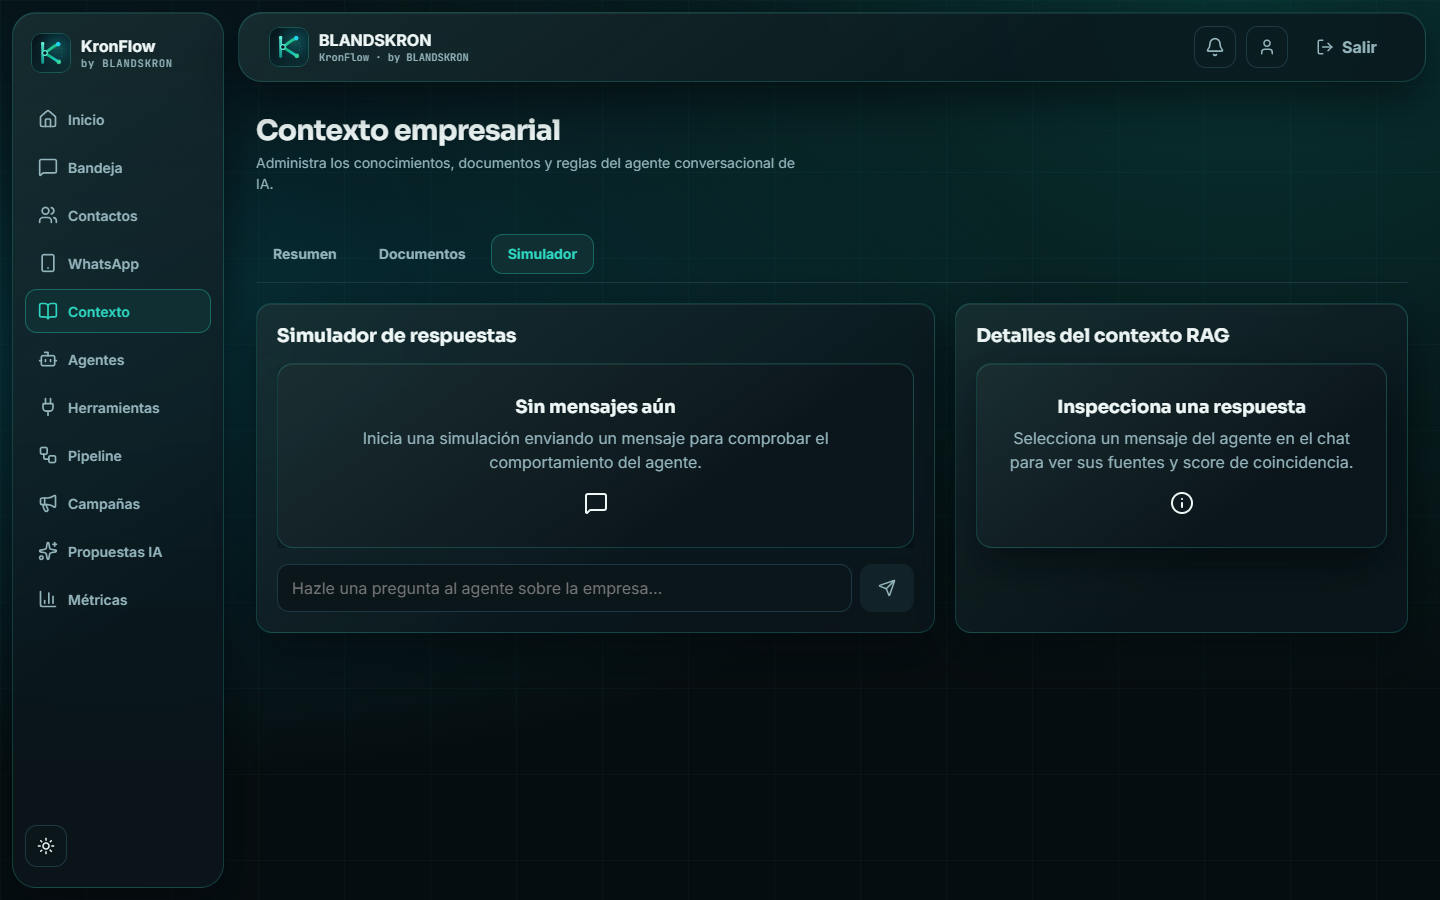 KronFlow
by BLANDSKRON
Inicio
Bandeja
Contactos
WhatsApp
Contexto
Agentes
Herramientas
Pipeline
Campañas
Propuestas IA
Métricas
BLANDSKRON
KronFlow · by BLANDSKRON
Salir
Contexto empresarial
Administra los conocimientos, documentos y reglas del agente conversacional de
IA.
Resumen
Documentos
Simulador
Simulador de respuestas
Sin mensajes aún
Inicia una simulación enviando un mensaje para comprobar el
comportamiento del agente.
Hazle una pregunta al agente sobre la empresa...
Detalles del contexto RAG
Inspecciona una respuesta
Selecciona un mensaje del agente en el chat
para ver sus fuentes y score de coincidencia.